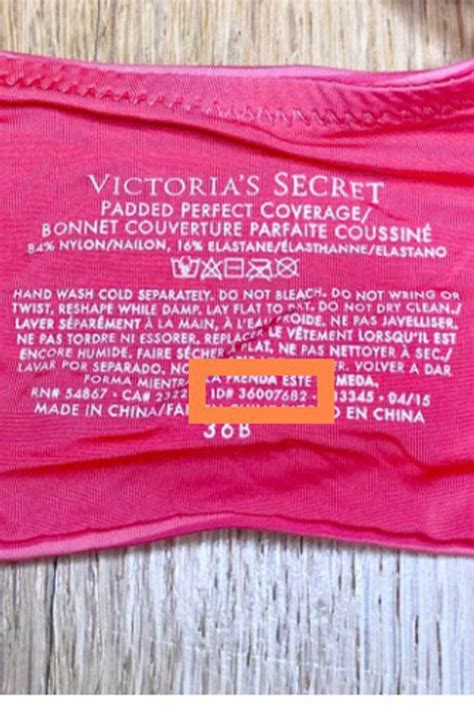 VICTORIA'S SECRET
PADDED PERFECT COVERAGE/
BONNET COUVERTURE PARFAITE COUSSINÉ
84% NYLON/NAILON, 16% ELASTANE/ÉLASTHANNE/ELASTANO
HAND WASH COLD SEPARATELY. DO NOT BLEACH. DO NOT WRING OR
TWIST, RESHAPE WHILE DAMP. LAY FLAT TO DO NOT DRY CLEAN./
LAVER SÉPARÉMENT À LA MAIN, À L'EAU FROIDE. NE PAS JAVELLISER.
NE PAS TORDRE NI ESSORER. REPLACER LE VÊTEMENT LORSQU'IL EST
ENCORE HUMIDE. FAIRE SÉCHER PLAT. NE PAS NETTOYER À SEC./
LAVAR POR SEPARADO. NO VOLVER A DAR
FORMA LA PRENDA ESTE
RN# 54867 • CA# ID# 36007682 • 13345 • 04/15
MADE IN CHINA/ EN CHINA
36B